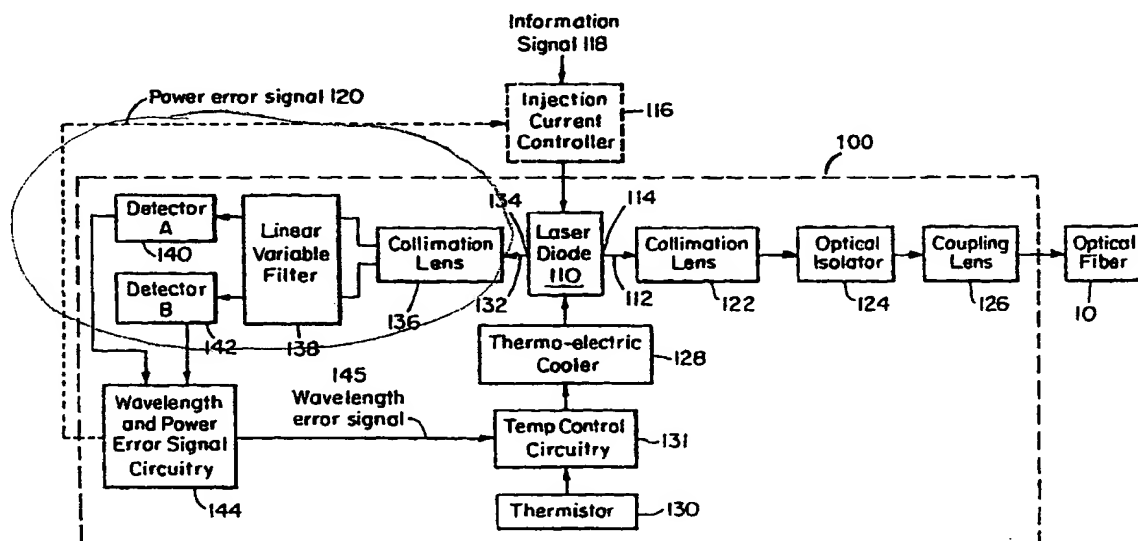 Information
Signal 118
Power error signal 120
Injection
Current
Controller
116
100
Detector
A
140
Linear
Variable
Filter
138
Collimation
Lens
136
134
132
Laser
Diode
110
114
112
Collimation
Lens
122
Optical
Isolator
124
Coupling
Lens
126
Optical
Fiber
10
Detector
B
142
Thermo-electric
Cooler
128
145
Wavelength
error signal
Wavelength
and Power
Error Signal
Circuitry
144
Temp Control
Circuitry
131
Thermistor
130